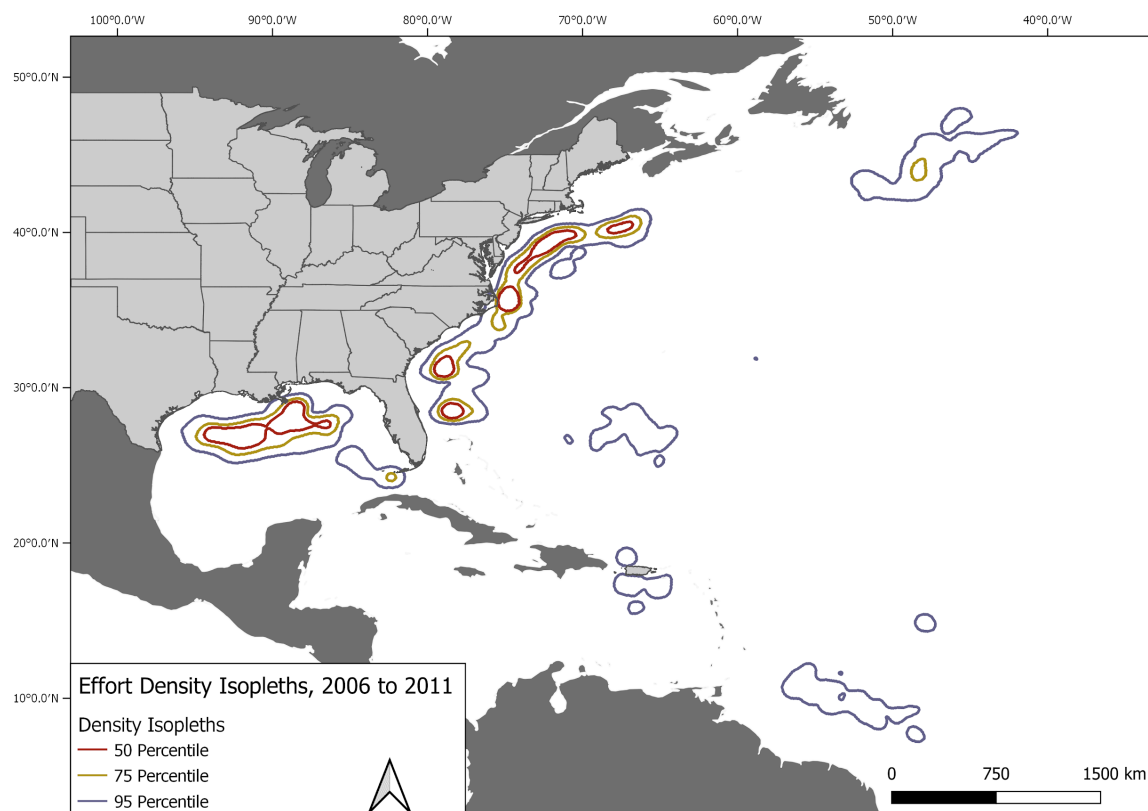 100°0.0'W 90°0.0'W 80°0.0'W 70°0.0'W 60°0.0'W 50°0.0'W 40°0.0'W
50°0.0'N
40°0.0'N
30°0.0'N
20°0.0'N
10°0.0'N
Effort Density Isopleths, 2006 to 2011
Density Isopleths
50 Percentile
75 Percentile
95 Percentile
0 750 1500 km